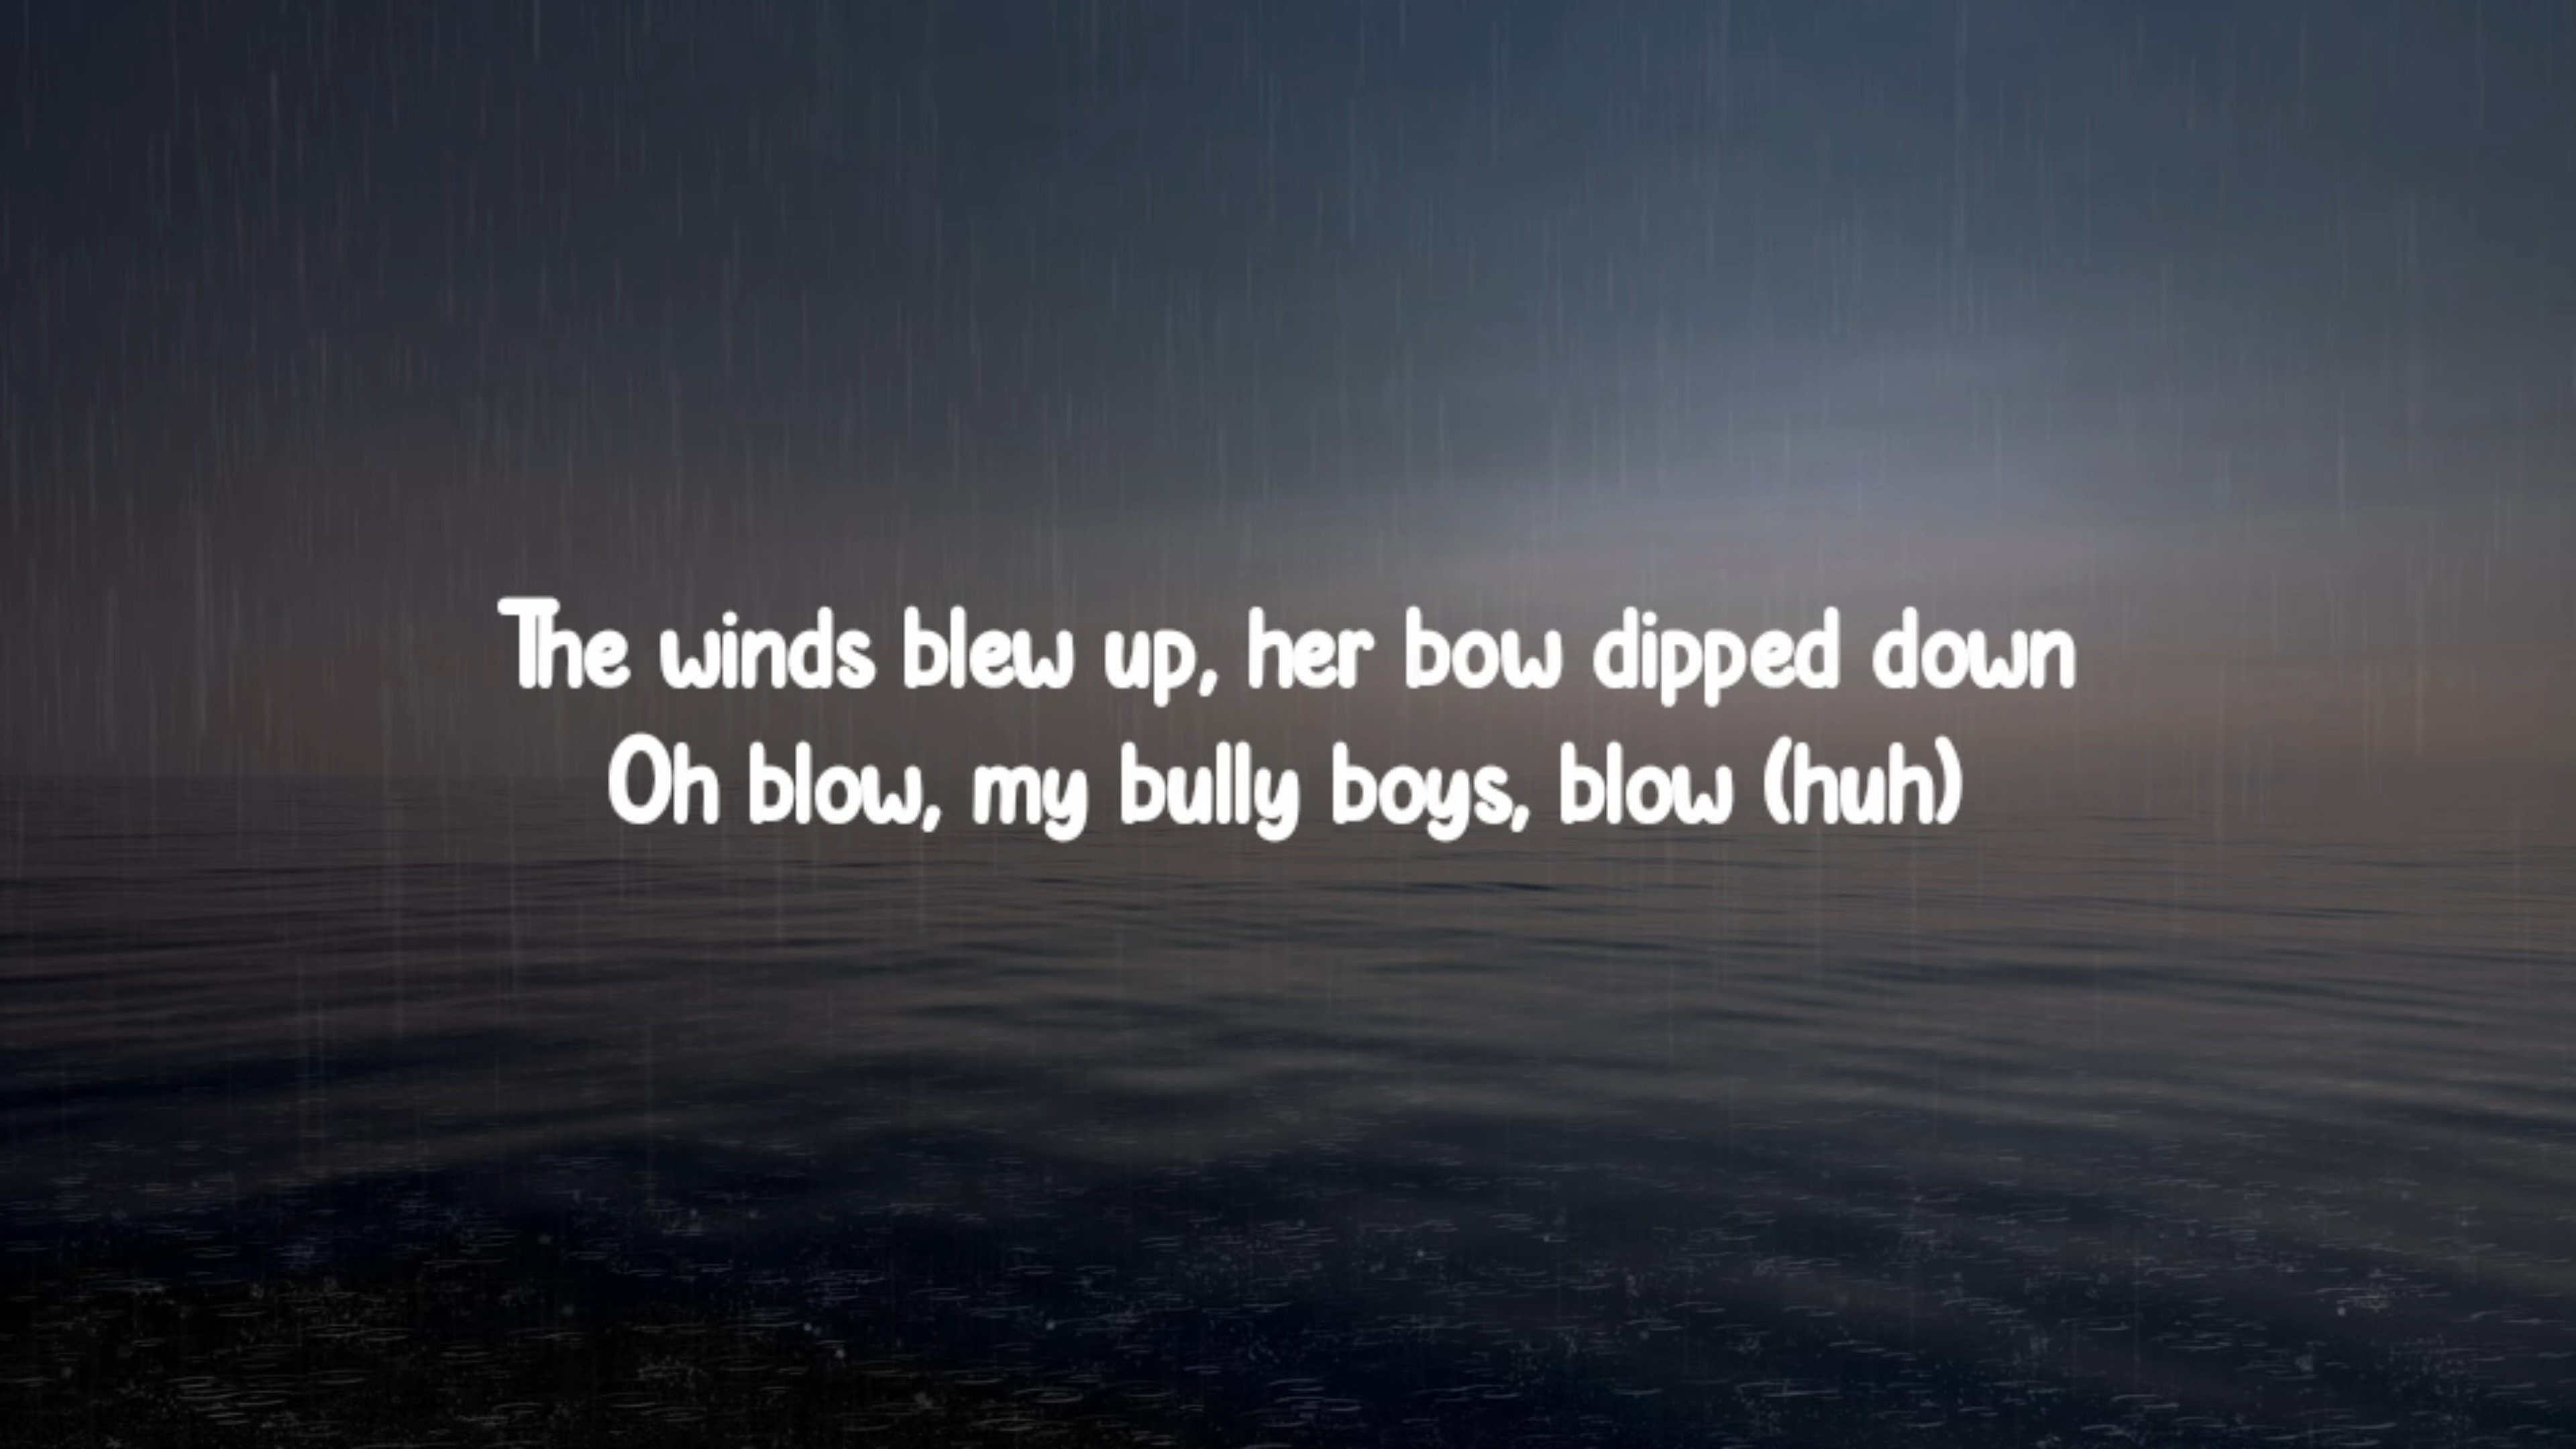 The winds blew up, her bow dipped down
Oh blow, my bully boys, blow (huh)